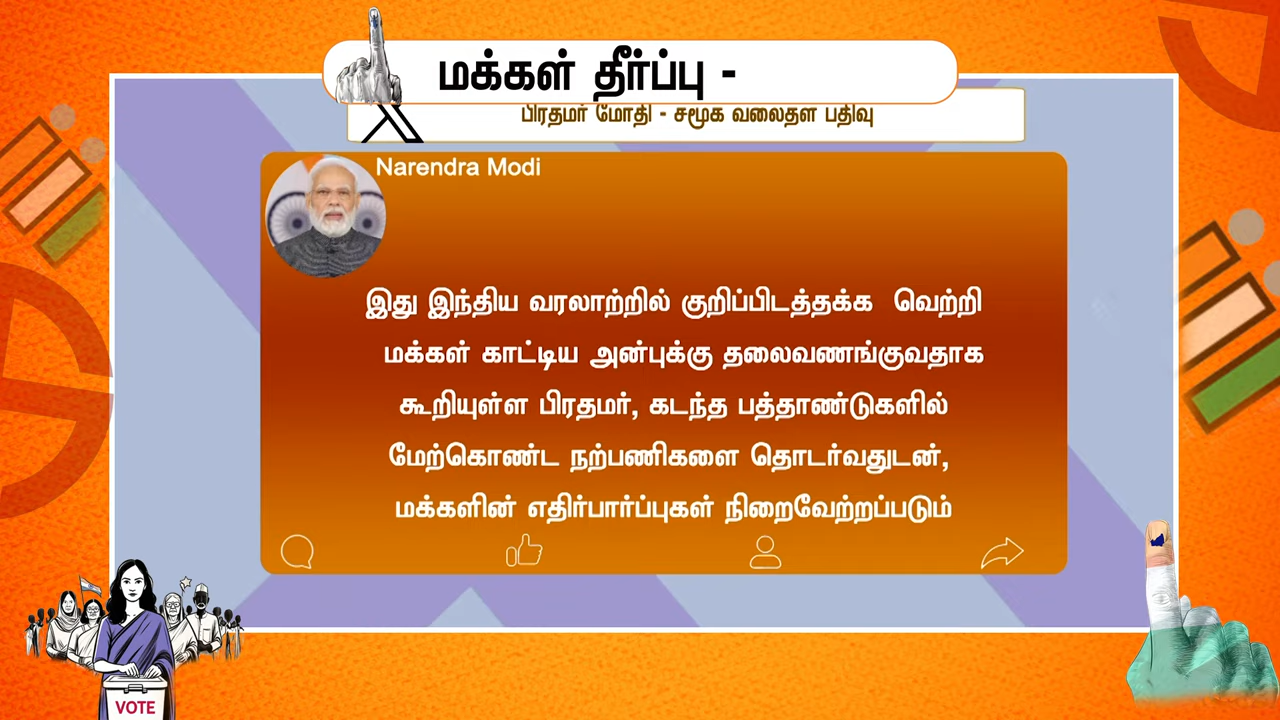 மக்கள் தீர்ப்பு -
பிரதமர் மோதி - சமூக வலைதள பதிவு
Narendra Modi
இது இந்திய வரலாற்றில் குறிப்பிடத்தக்க வெற்றி
மக்கள் காட்டிய அன்புக்கு தலைவணங்குவதாக
கூறியுள்ள பிரதமர், கடந்த பத்தாண்டுகளில்
மேற்கொண்ட நற்பணிகளை தொடர்வதுடன்,
மக்களின் எதிர்பார்ப்புகள் நிறைவேற்றப்படும்
VOTE